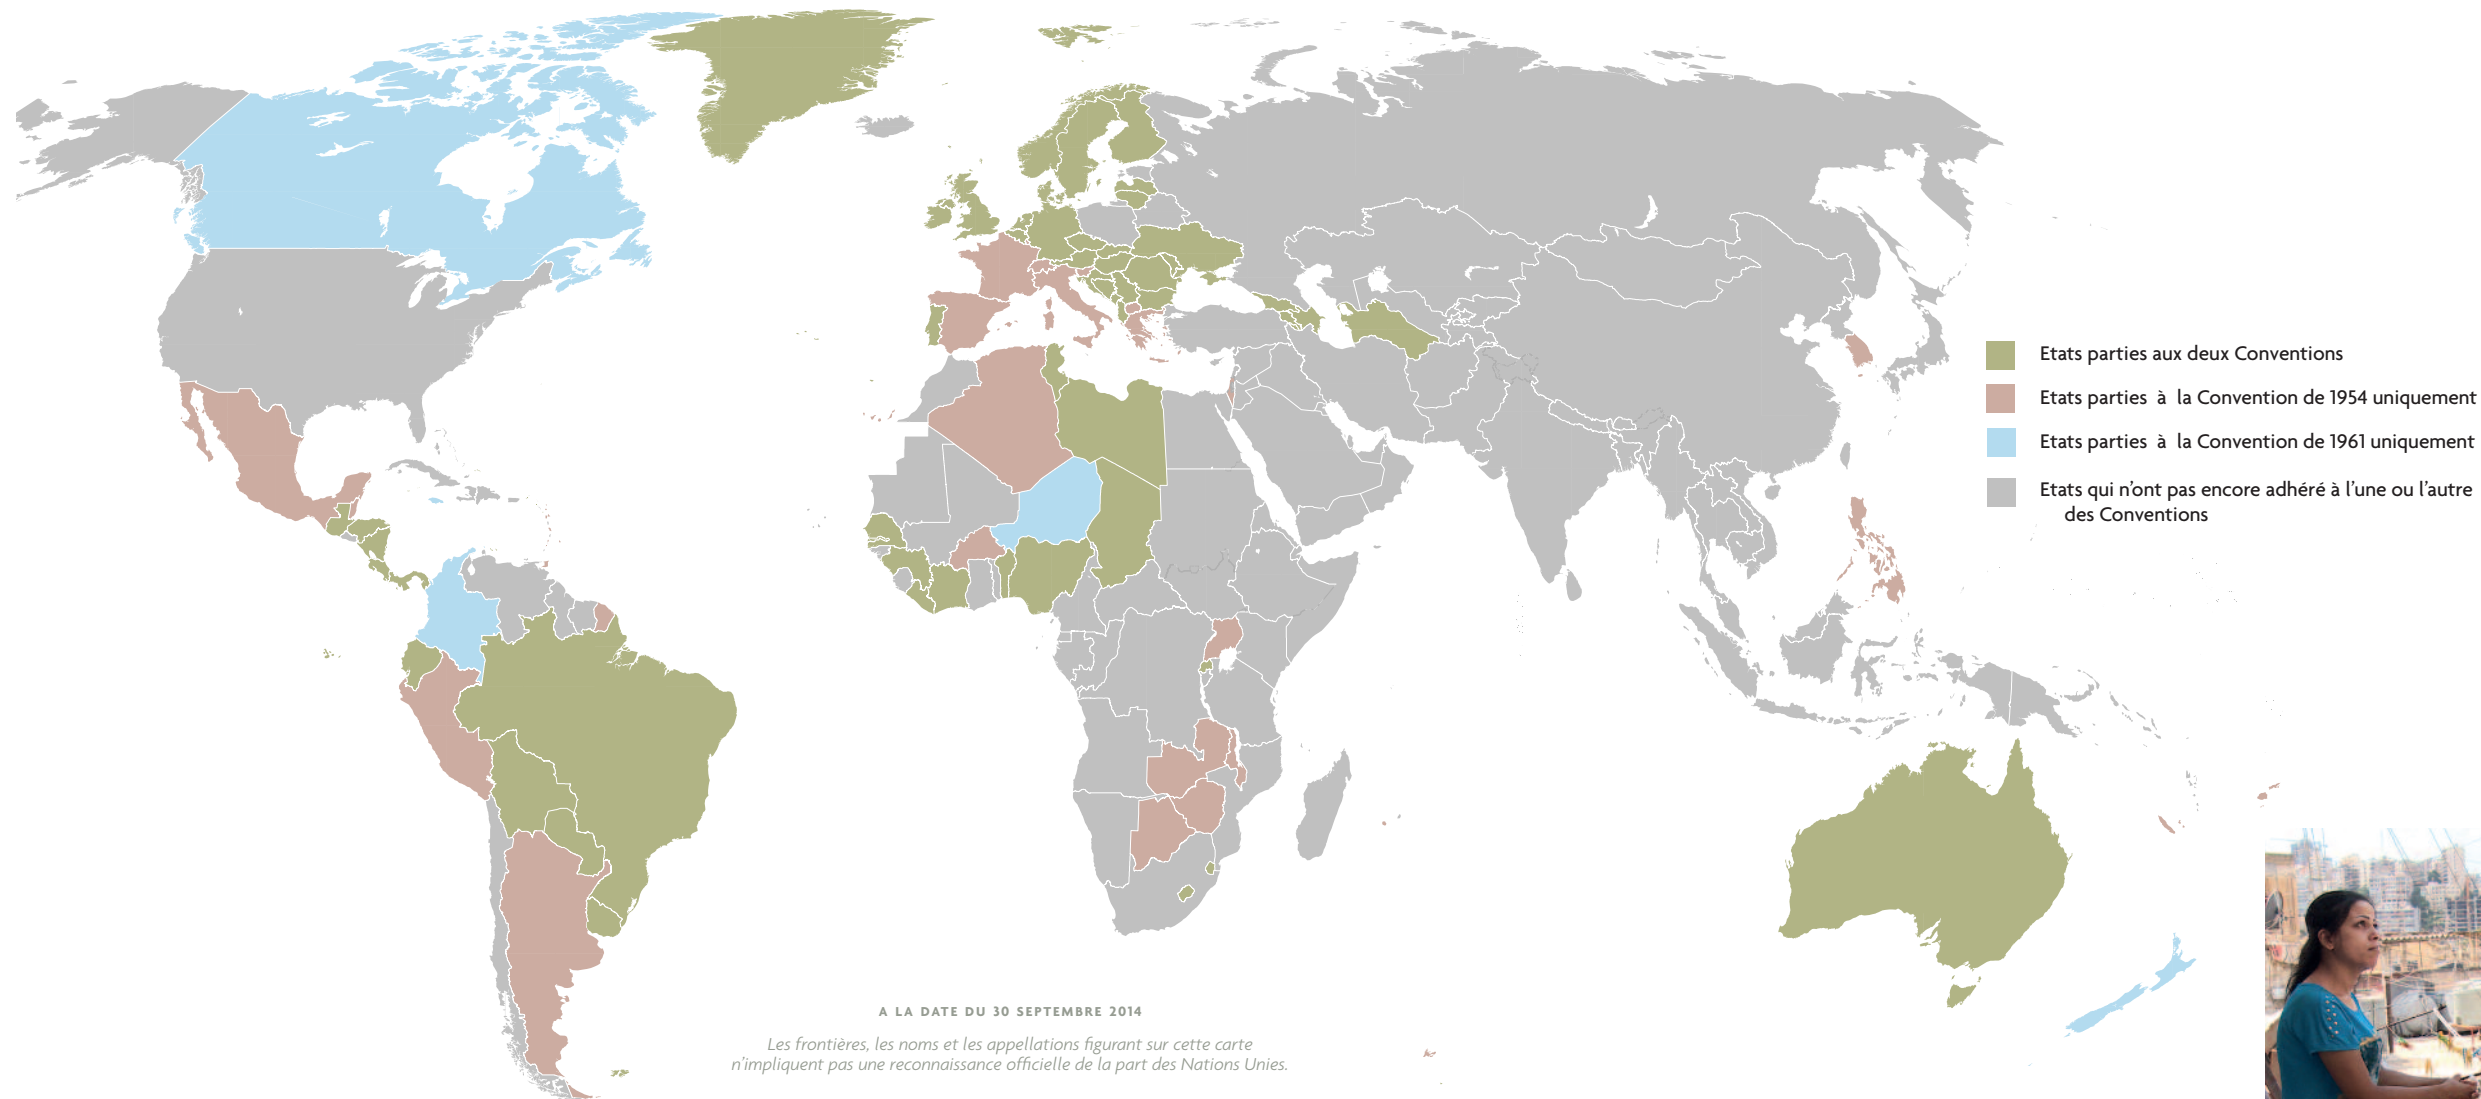 Etats parties aux deux Conventions
Etats parties à la Convention de 1954 uniquement
Etats parties à la Convention de 1961 uniquement
Etats qui n'ont pas encore adhéré à l'une ou l'autre
des Conventions
A LA DATE DU 30 SEPTEMBRE 2014
Les frontières, les noms et les appellations figurant sur cette carte
n'impliquent pas une reconnaissance officielle de la part des Nations Unies.